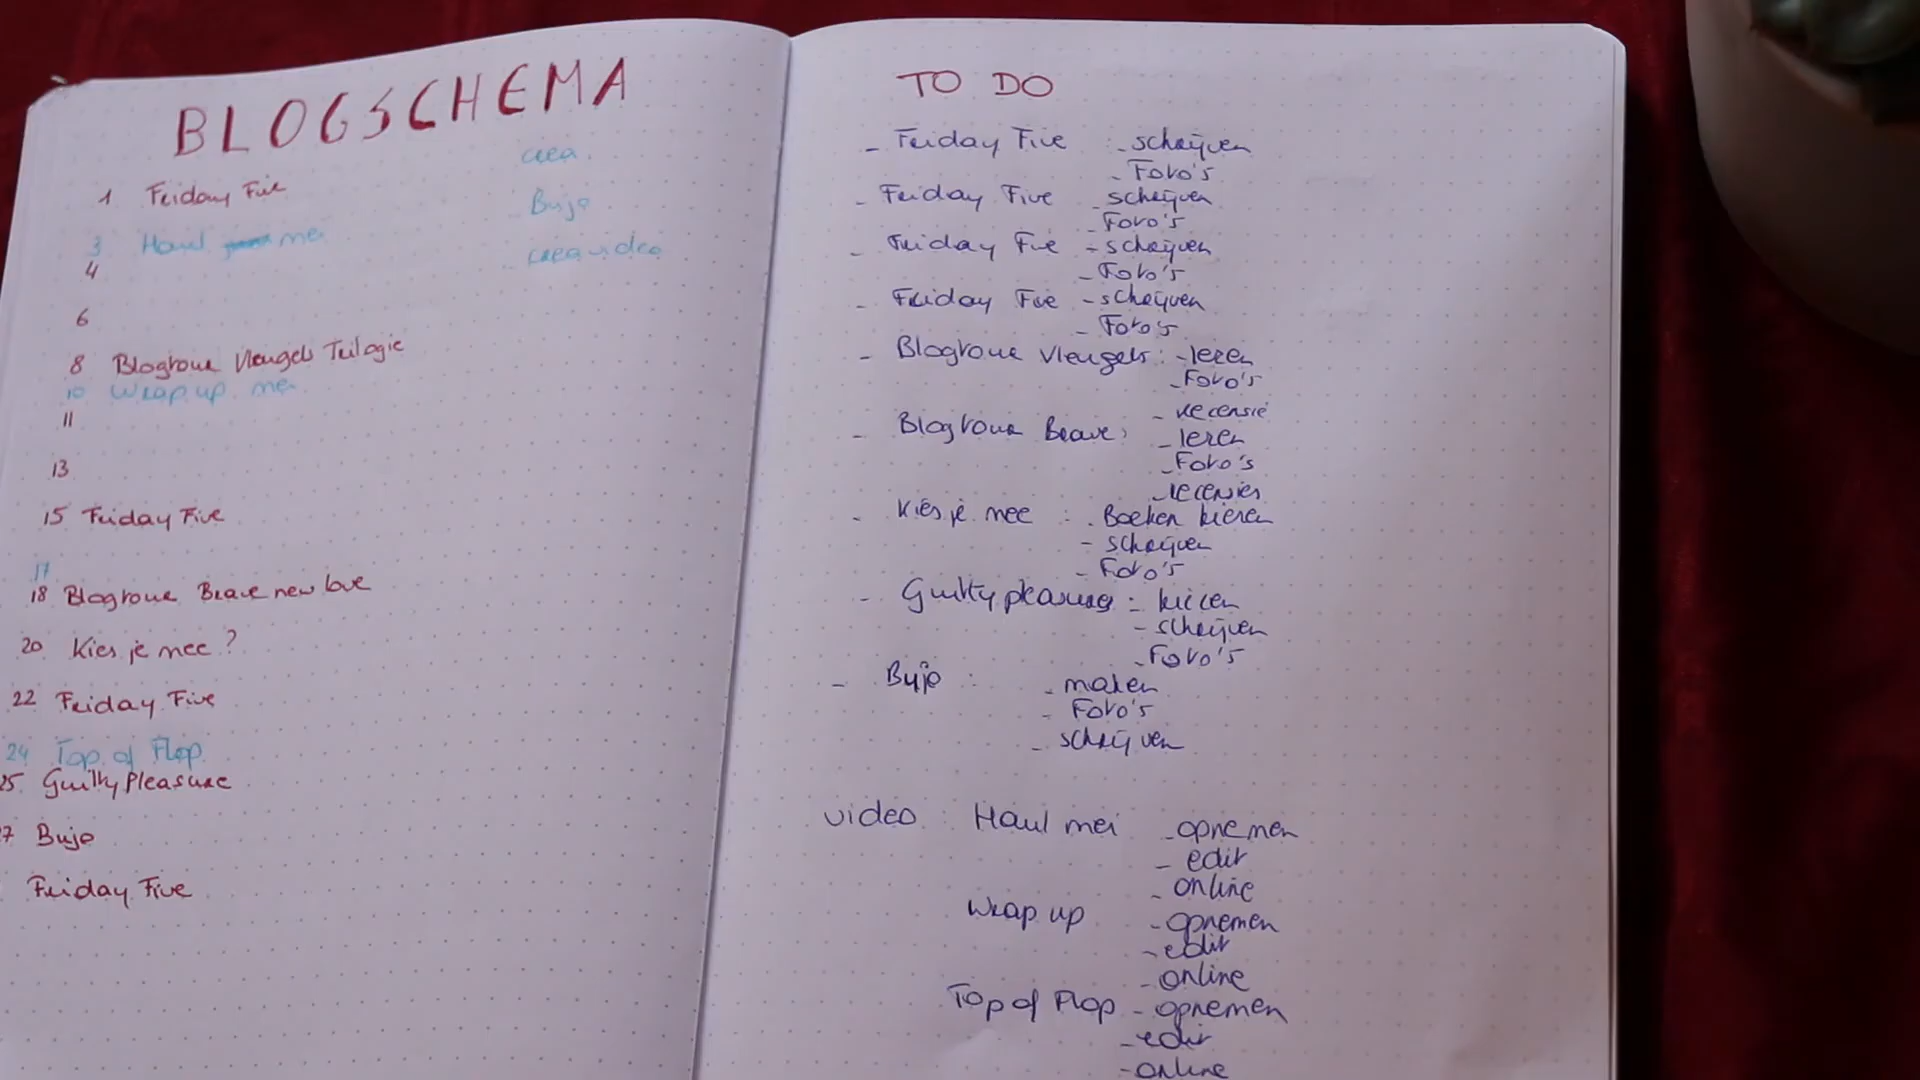 BLOGSCHEMA
crea
1 Friday Five
Bujo
3 Haul mei
crea video
4
6
8 Blogtour Vleugels Trilogie
10 Wrap up mei
11
13
15 Friday Five
17
18 Blogtour Brave new love
20 Kies je mee ?
22 Friday Five
24 Top of Flop
25 Guilty Pleasure
7 Bujo
Friday Five
TO DO
- Friday Five : - schrijven
- Foto's
- Friday Five - schrijven
- Foto's
- Friday Five - schrijven
- Foto's
- Friday Five - schrijven
- Foto's
- Blogtour Vleugels : - lezen
- Foto's
- recensie
- Blogtour Brave : - lezen
- Foto's
- recensies
- Kies je mee : - Boeken kiezen
- schrijven
- Foto's
- Guilty pleasures - kiezen
- schrijven
- Foto's
- Bujo : - maken
- Foto's
- schrijven
video : Haul mei - opnemen
- edit
- online
Wrap up - opnemen
- edit
- online
Top of Flop - opnemen
- edit
- online